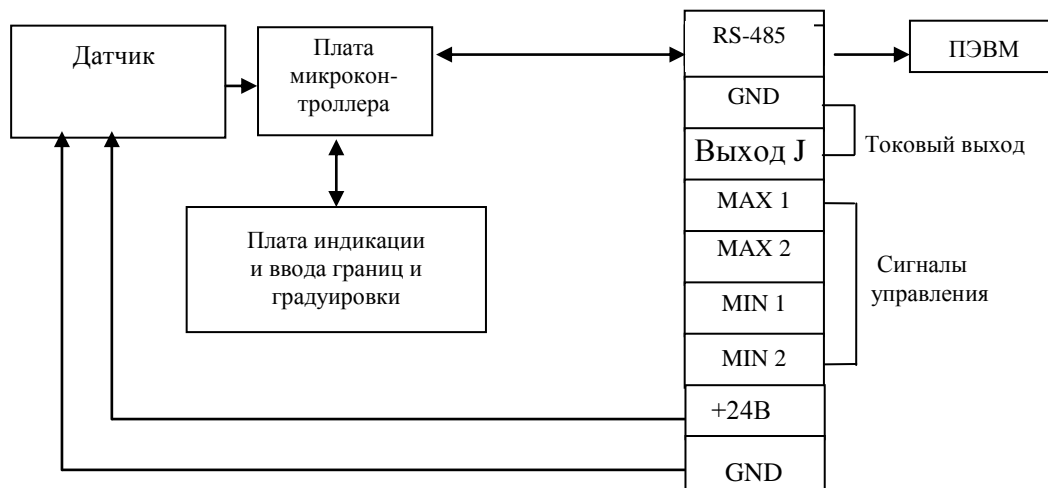 Датчик
Плата
микрокон-
троллера
RS-485
ПЭВМ
GND
Выход J
Токовый выход
MAX 1
MAX 2
MIN 1
MIN 2
Сигналы
управления
Плата индикации
и ввода границ и
градуировки
+24В
GND